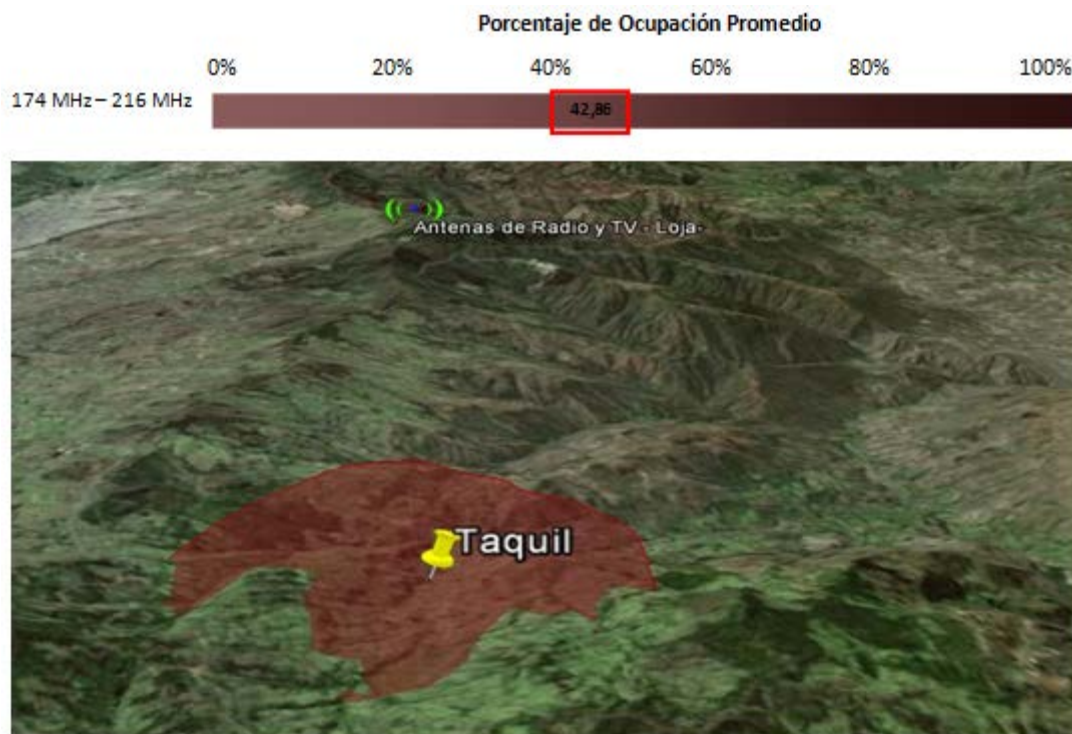 Porcentaje de Ocupación Promedio
0% 20% 40% 60% 80% 100%
174 MHz – 216 MHz 42,86
Antenas de Radio y TV - Loja-
Taquil